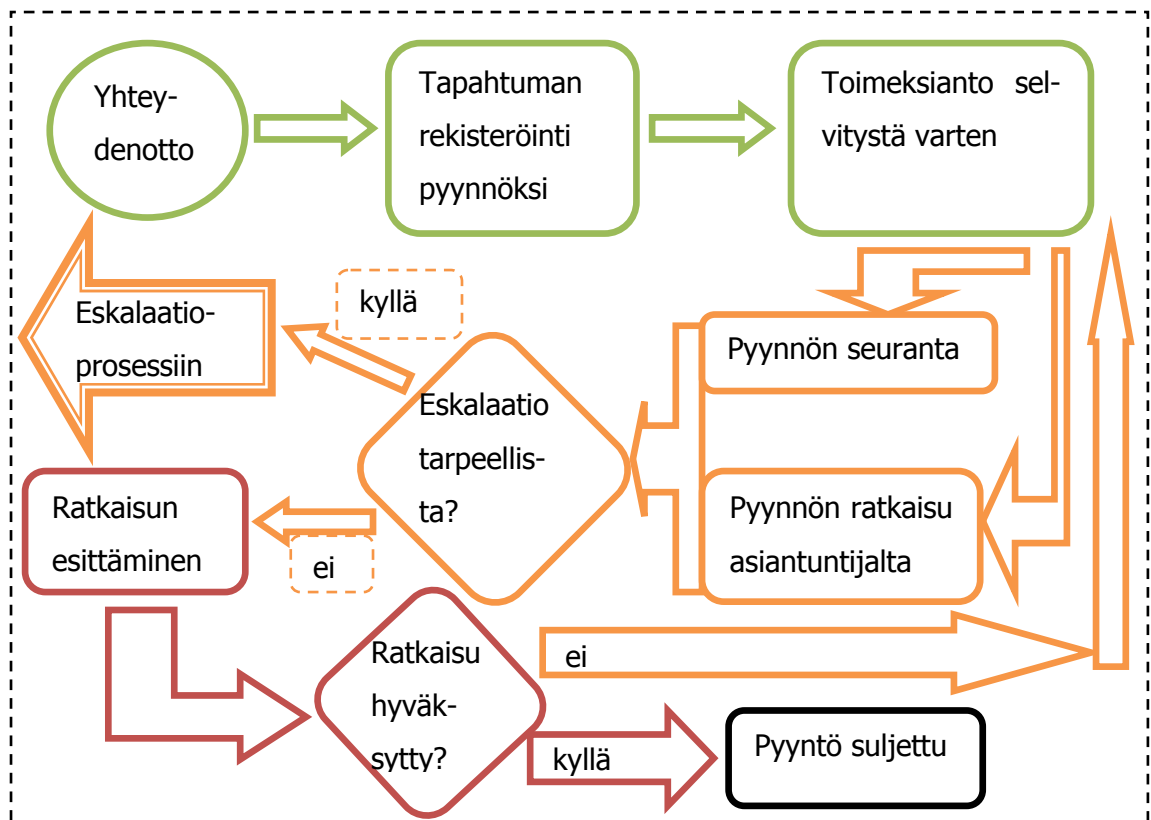 Yhtey-
denotto
Tapahtuman
rekisteröinti
pyynnöksi
Toimeksianto sel-
vitystä varten
kyllä
Eskalaatio-
prosessiin
Pyynnön seuranta
Eskalaatio
tarpeellis-
ta?
Pyynnön ratkaisu
asiantuntijalta
Ratkaisun
esittäminen
ei
Ratkaisu
hyväk-
sytty?
ei
kyllä
Pyyntö suljettu